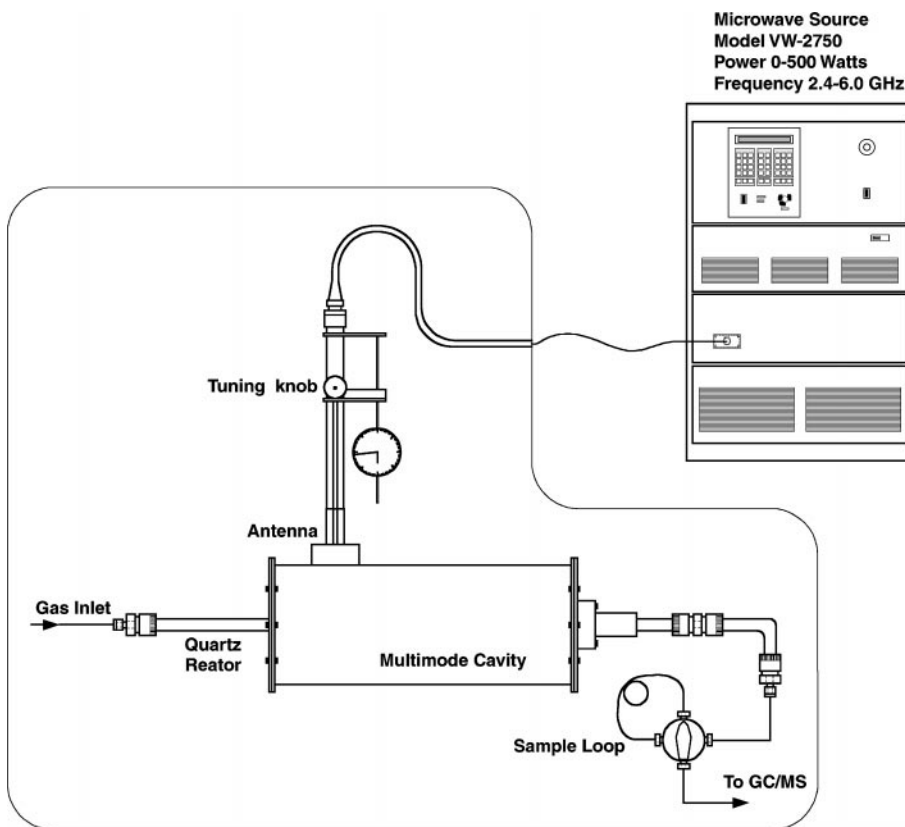 Microwave Source
Model VW-2750
Power 0-500 Watts
Frequency 2.4-6.0 GHz
Tuning knob
Antenna
Gas Inlet
Quartz
Reator
Multimode Cavity
Sample Loop
To GC/MS